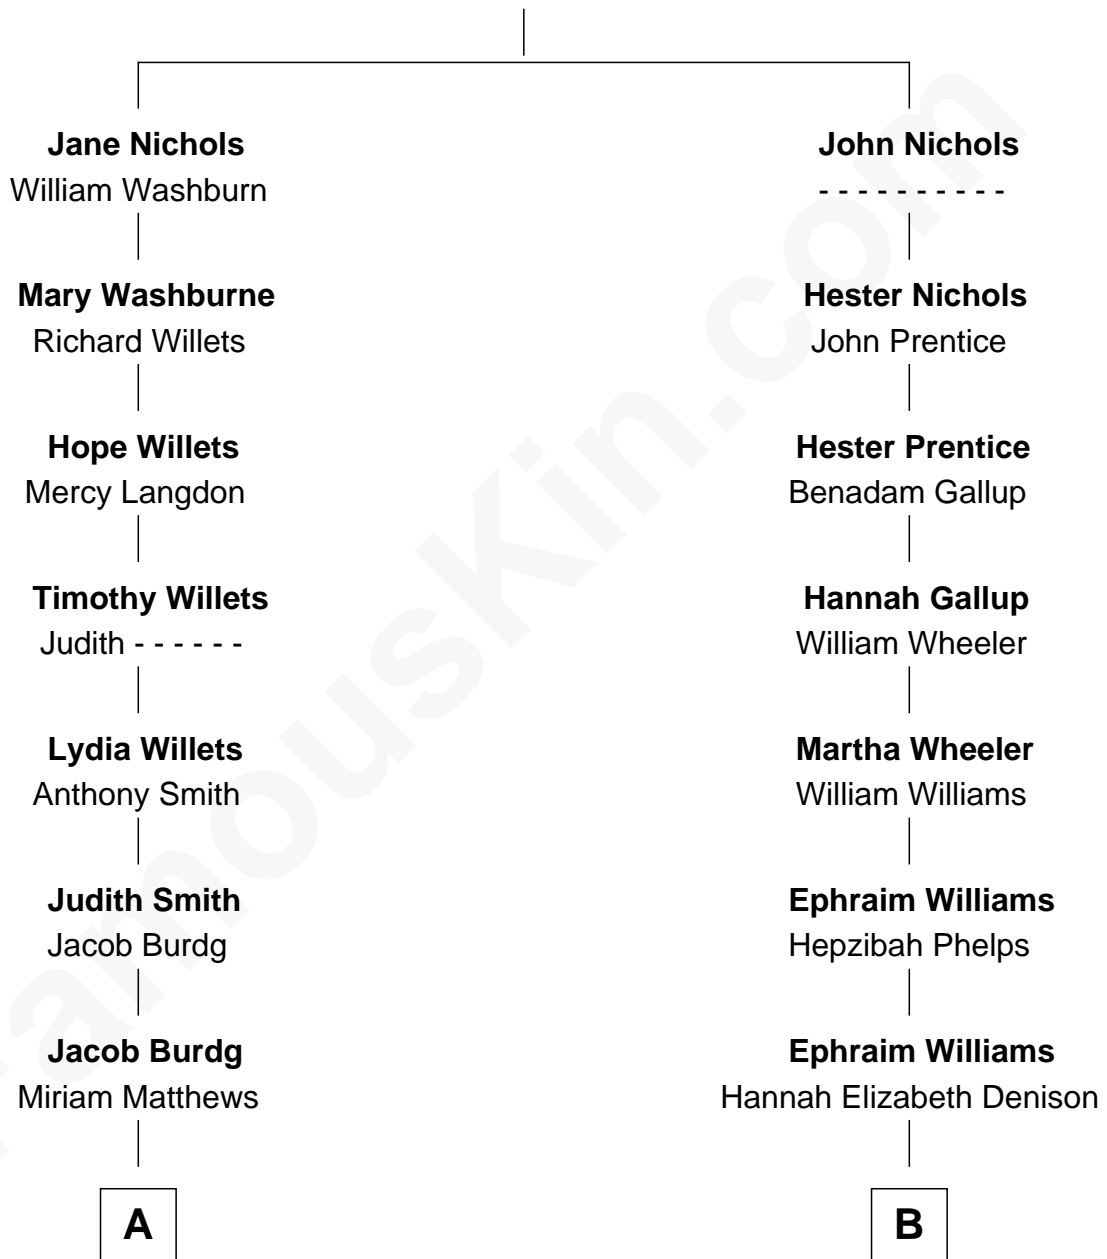 Jane Nichols
William Washburn
Mary Washburne
Richard Willets
Hope Willets
Mercy Langdon
Timothy Willets
Judith - - - - - -
Lydia Willets
Anthony Smith
Judith Smith
Jacob Burdg
Jacob Burdg
Miriam Matthews
A
John Nichols
- - - - - - - - - -
Hester Nichols
John Prentice
Hester Prentice
Benadam Gallup
Hannah Gallup
William Wheeler
Martha Wheeler
William Williams
Ephraim Williams
Hepzibah Phelps
Ephraim Williams
Hannah Elizabeth Denison
B
FamousKin.com